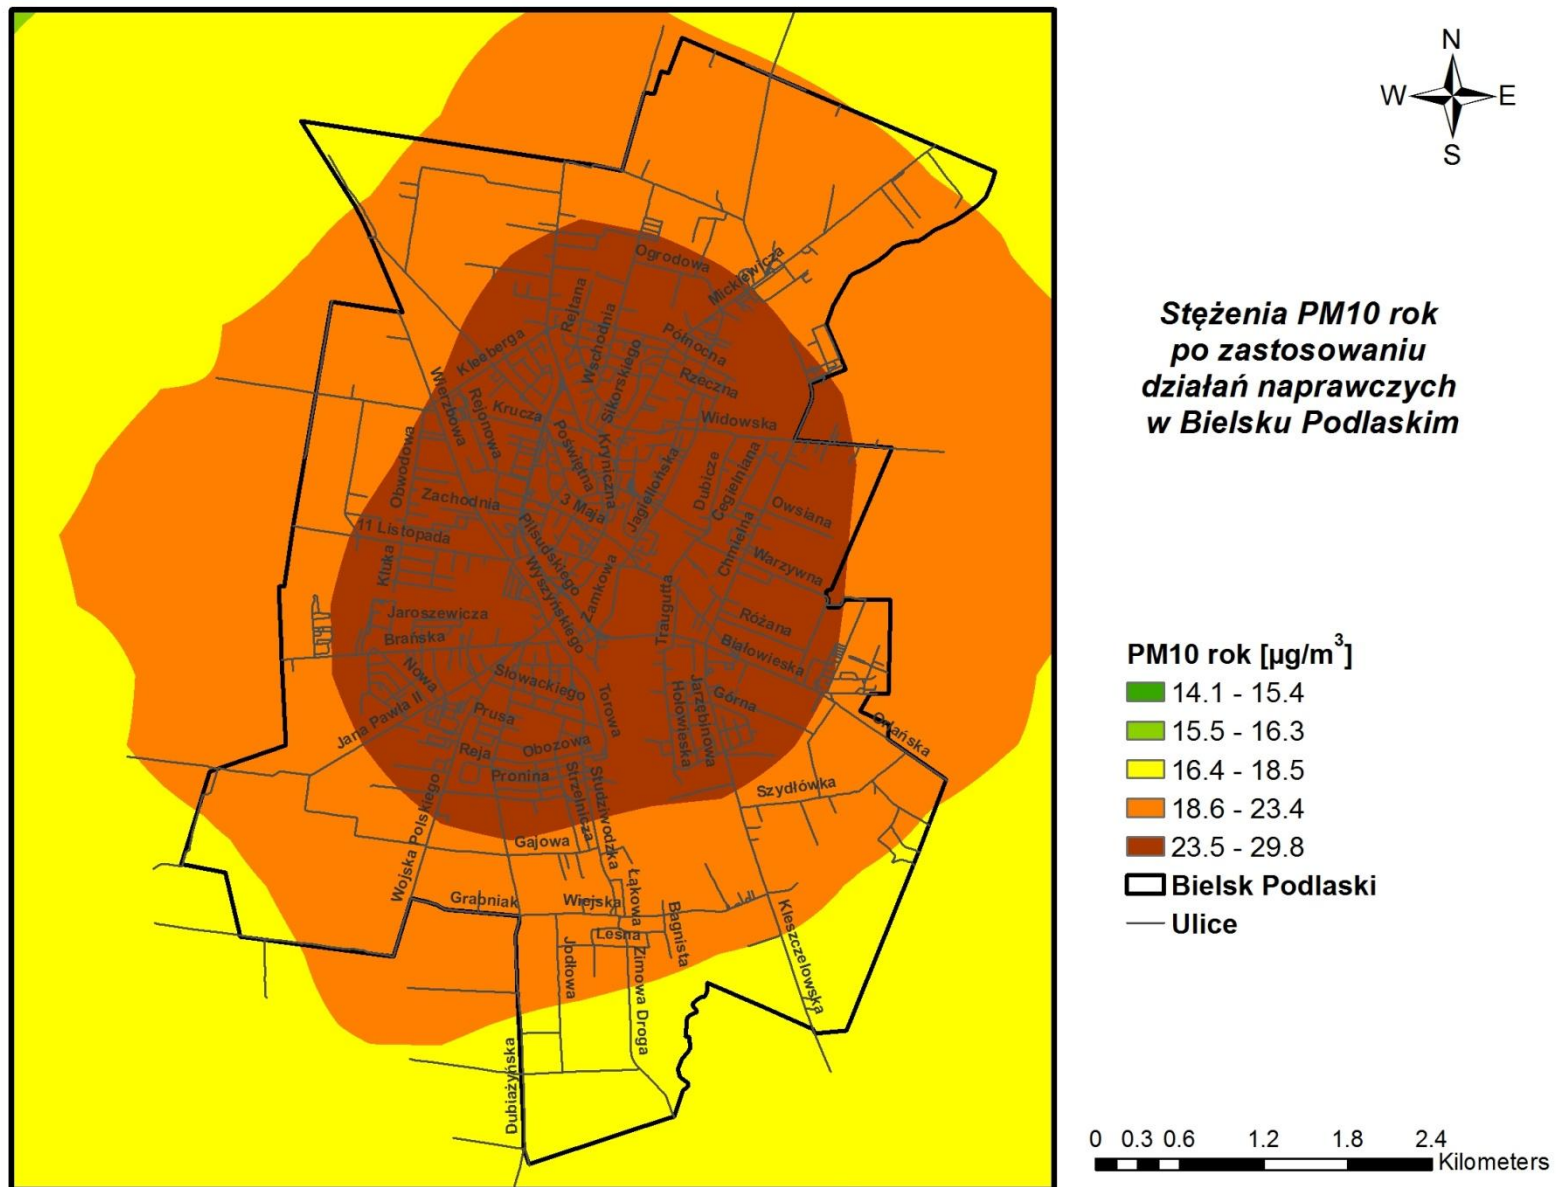 N
W E
S
Stężenia PM10 rok
po zastosowaniu
działań naprawczych
w Bielsku Podlaskim
PM10 rok [µg/m³]
14.1 - 15.4
15.5 - 16.3
16.4 - 18.5
18.6 - 23.4
23.5 - 29.8
Bielsk Podlaski
Ulice
0 0.3 0.6 1.2 1.8 2.4
Kilometers
Ogrodowa
Mickiewicza
Rejtana
Wschodnia
Północna
Kleeberga
Sikorskiego
Rzeczna
Wierzbowa
Rejonowa
Krucza
Widowska
Obwodowa
Poświętna
Kryniczna
Jagiellońska
Dubicze
Cegielniana
Zachodnia
3 Maja
Owsiana
11 Listopada
Piłsudskiego
Chmielna
Warzywna
Kluka
Wyszyńskiego
Zamkowa
Traugutta
Jaroszewicza
Różana
Brańska
Białowieska
Nowa
Słowackiego
Jana Pawła II
Torowa
Hołowieska
Jarzębinowa
Górna
Prusa
Orlańska
Reja
Obozowa
Pronina
Strzelnicza
Studziwodzka
Szydłówka
Wojska Polskiego
Gajowa
Grabniak
Wiejska
Łąkowa
Bagnista
Kleszczelowska
Leśna
Jodłowa
Zimowa Droga
Dubiażyńska